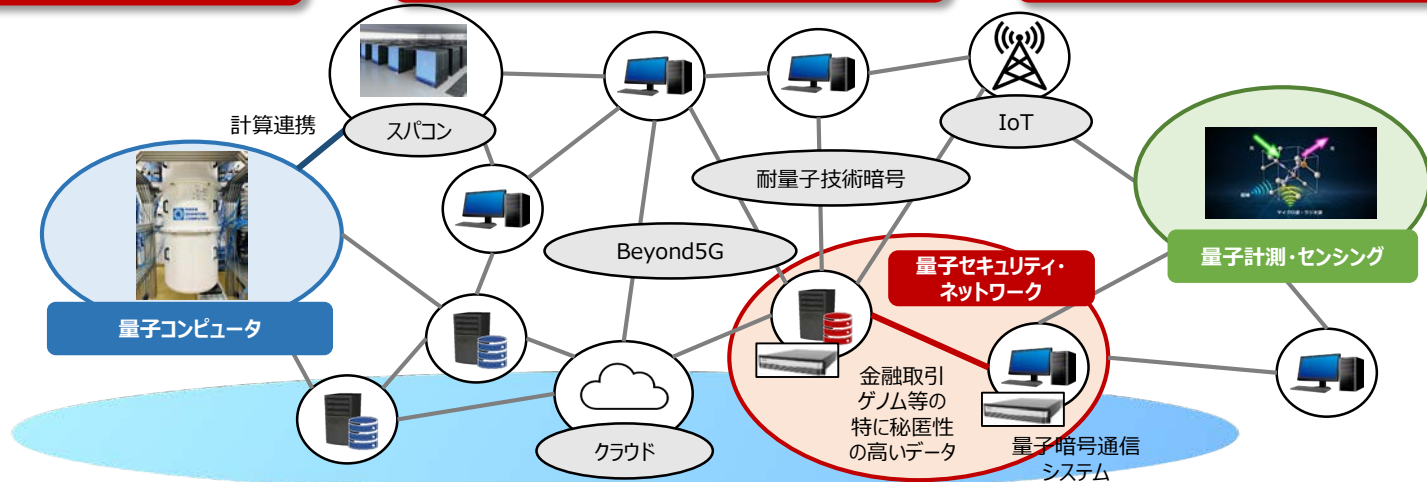 計算連携
スパコン
IoT
耐量子技術暗号
Beyond5G
量子セキュリティ・
ネットワーク
量子計測・センシング
量子コンピュータ
金融取引
ゲノム等の
特に秘匿性
の高いデータ
クラウド
量子暗号通信
システム